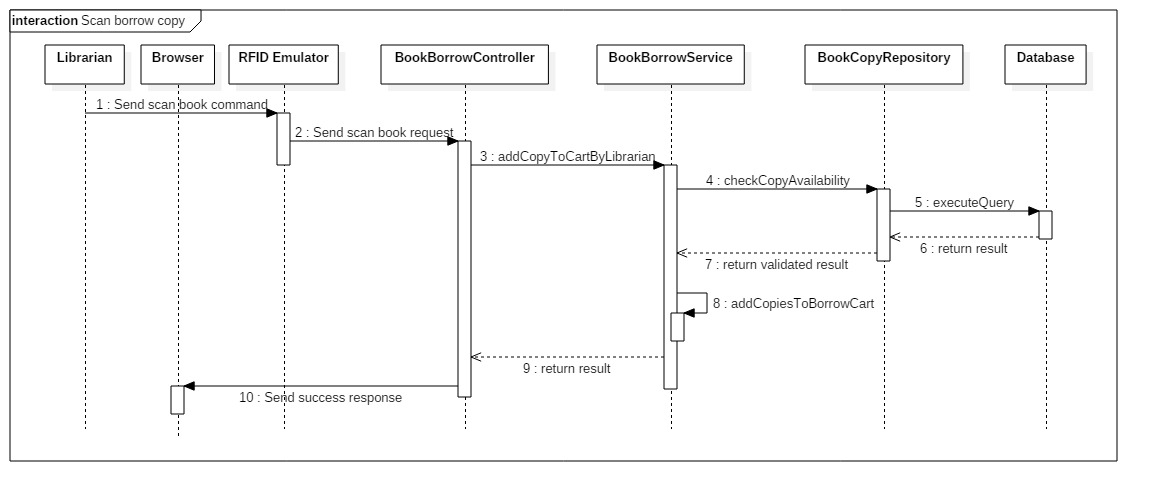 interaction Scan borrow copy
Librarian
Browser
RFID Emulator
BookBorrowController
BookBorrowService
BookCopyRepository
Database
1 : Send scan book command
2 : Send scan book request
3 : addCopyToCartByLibrarian
4 : checkCopyAvailability
5 : executeQuery
6 : return result
7 : return validated result
8 : addCopiesToBorrowCart
9 : return result
10 : Send success response